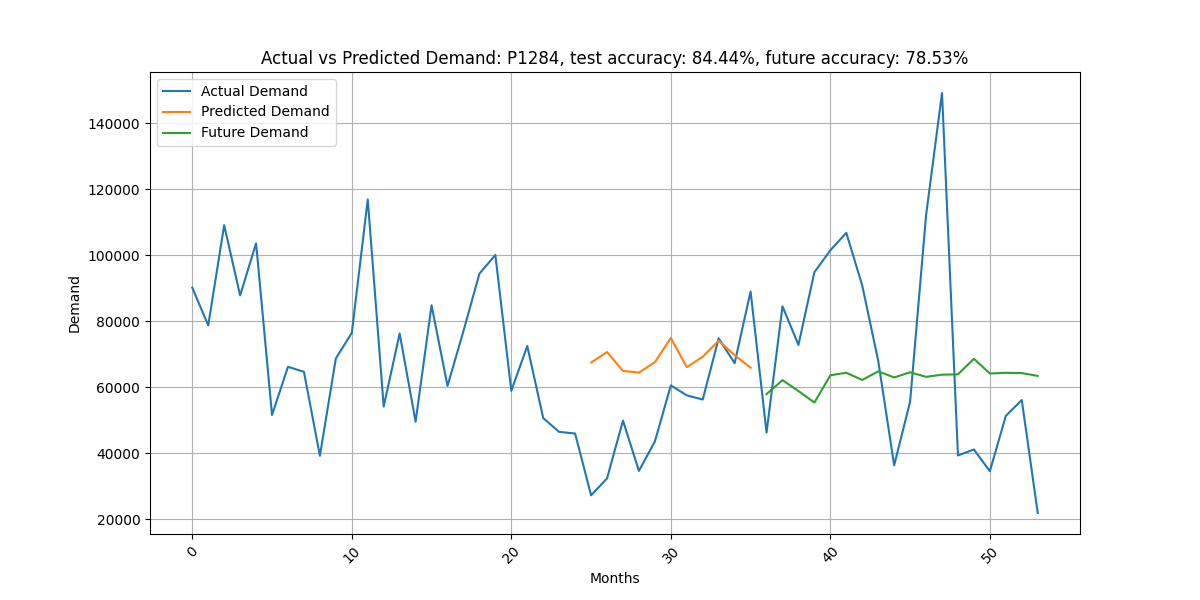 Actual vs Predicted Demand: P1284, test accuracy: 84.44%, future accuracy: 78.53%
Actual Demand
Predicted Demand
Future Demand
140000
120000
100000
80000
60000
40000
20000
Demand
0
10
20
30
40
50
Months